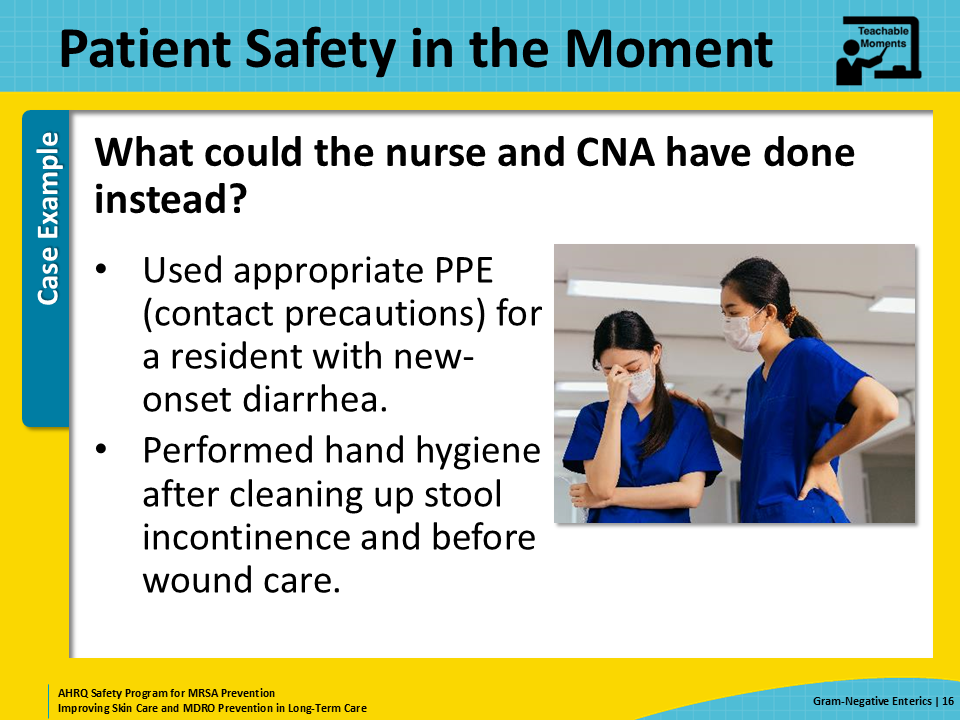 Patient Safety in the Moment
Teachable
Moments
Case Example
What could the nurse and CNA have done
instead?
• Used appropriate PPE
(contact precautions) for
a resident with new-
onset diarrhea.
• Performed hand hygiene
after cleaning up stool
incontinence and before
wound care.
AHRQ Safety Program for MRSA Prevention
Improving Skin Care and MDRO Prevention in Long-Term Care
Gram-Negative Enterics | 16